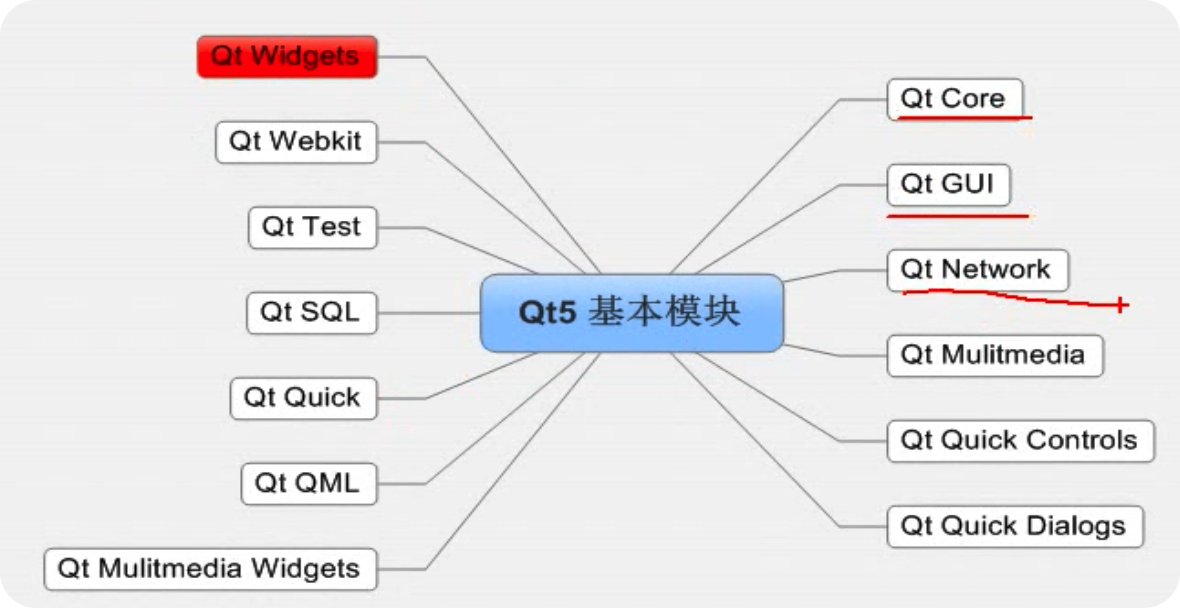 Qt Widgets
Qt Webkit
Qt Test
Qt SQL
Qt Quick
Qt QML
Qt Mulitmedia Widgets
Qt5 基本模块
Qt Core
Qt GUI
Qt Network
Qt Mulitmedia
Qt Quick Controls
Qt Quick Dialogs